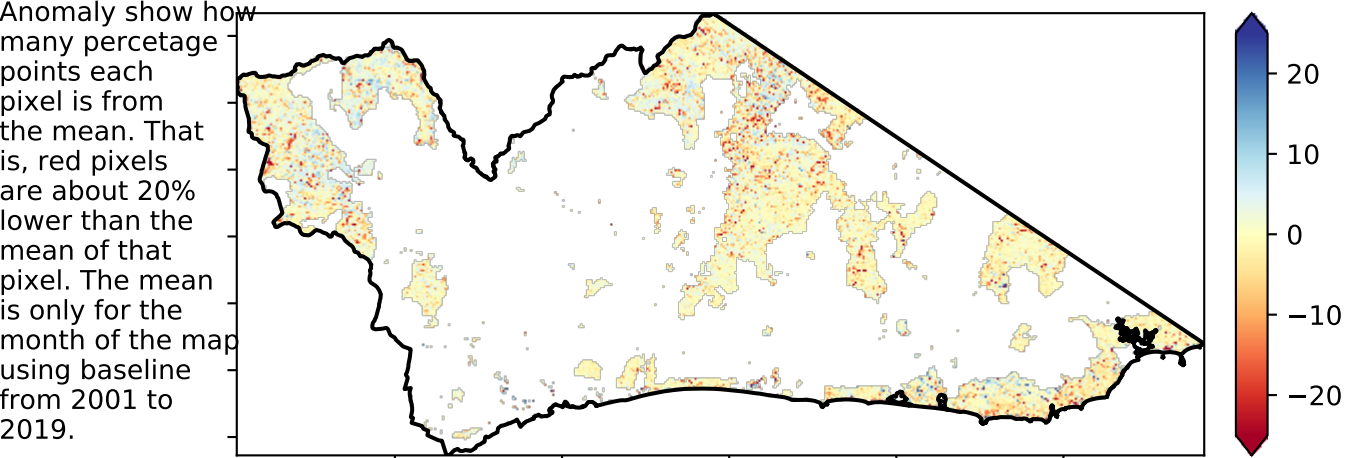 Anomaly show how
many percetage
points each
pixel is from
the mean. That
is, red pixels
are about 20%
lower than the
mean of that
pixel. The mean
is only for the
month of the map
using baseline
from 2001 to
2019.
20
10
0
−10
−20